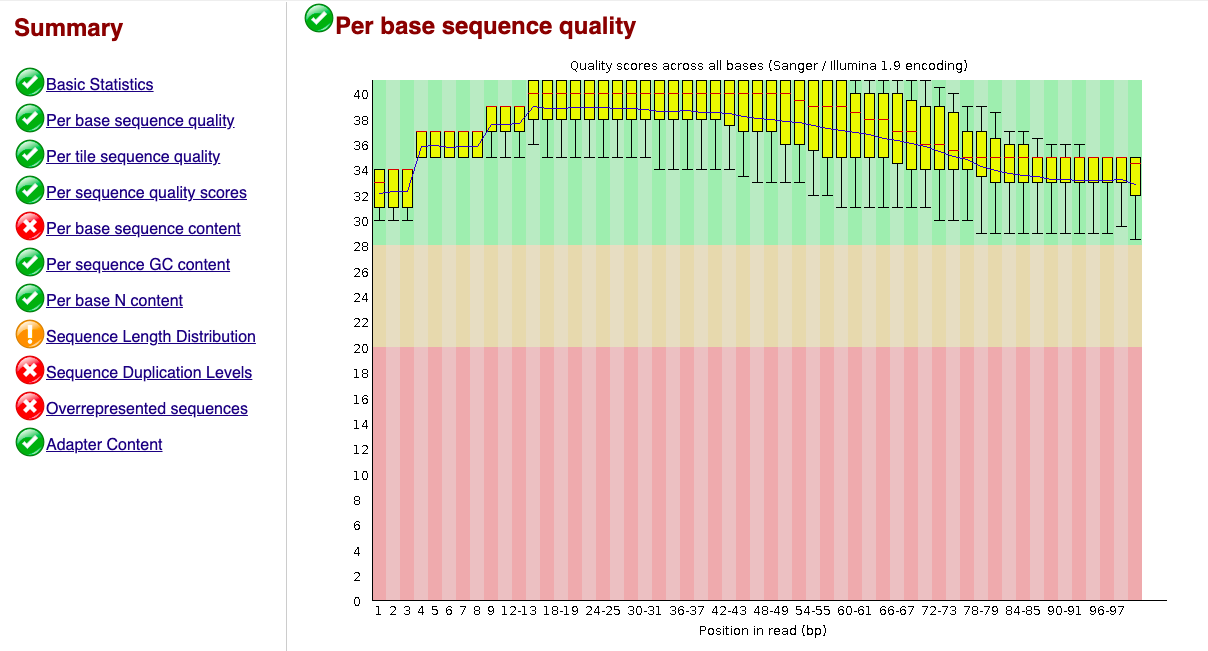 Summary
Basic Statistics
Per base sequence quality
Per tile sequence quality
Per sequence quality scores
Per base sequence content
Per sequence GC content
Per base N content
Sequence Length Distribution
Sequence Duplication Levels
Overrepresented sequences
Adapter Content
Per base sequence quality
Quality scores across all bases (Sanger / Illumina 1.9 encoding)
40
38
36
34
32
30
28
26
24
22
20
18
16
14
12
10
8
6
4
2
0
1 2 3 4 5 6 7 8 9 12-13 18-19 24-25 30-31 36-37 42-43 48-49 54-55 60-61 66-67 72-73 78-79 84-85 90-91 96-97
Position in read (bp)